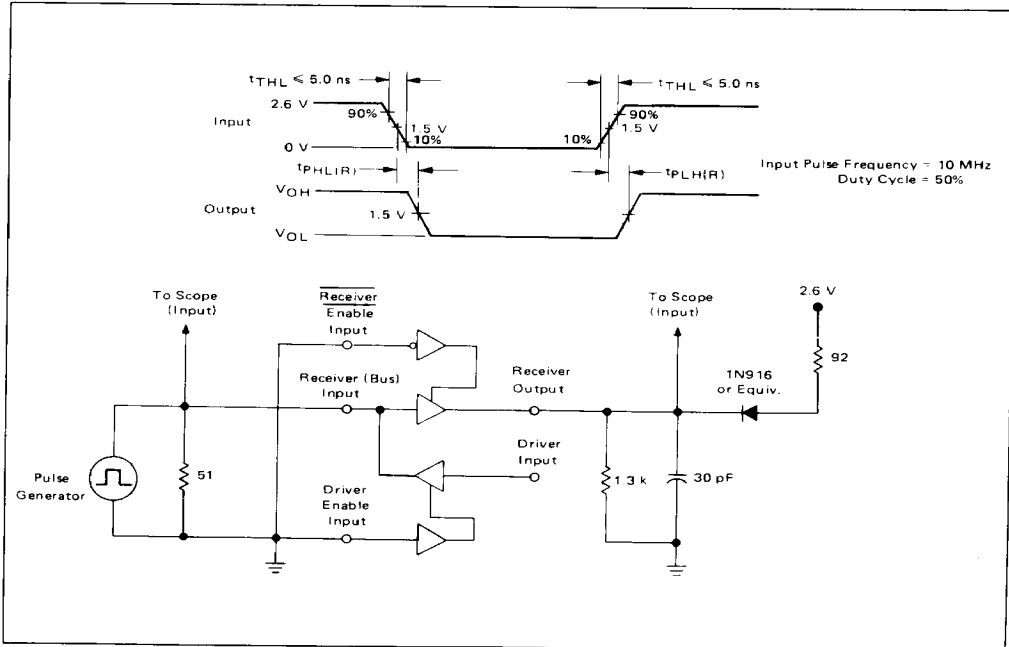 tTHL ≤ 5.0 ns
tTHL ≤ 5.0 ns
2.6 V
90%
90%
Input
1.5 V
1.5 V
10%
10%
0 V
tPHL(R)
tPLH(R)
Input Pulse Frequency = 10 MHz
Duty Cycle = 50%
VOH
Output
1.5 V
VOL
To Scope
(Input)
Receiver
Enable
Input
To Scope
(Input)
2.6 V
92
1N916
or Equiv.
Receiver (Bus)
Input
Receiver
Output
Driver
Input
Pulse
Generator
51
Driver
Enable
Input
1.3 k
30 pF